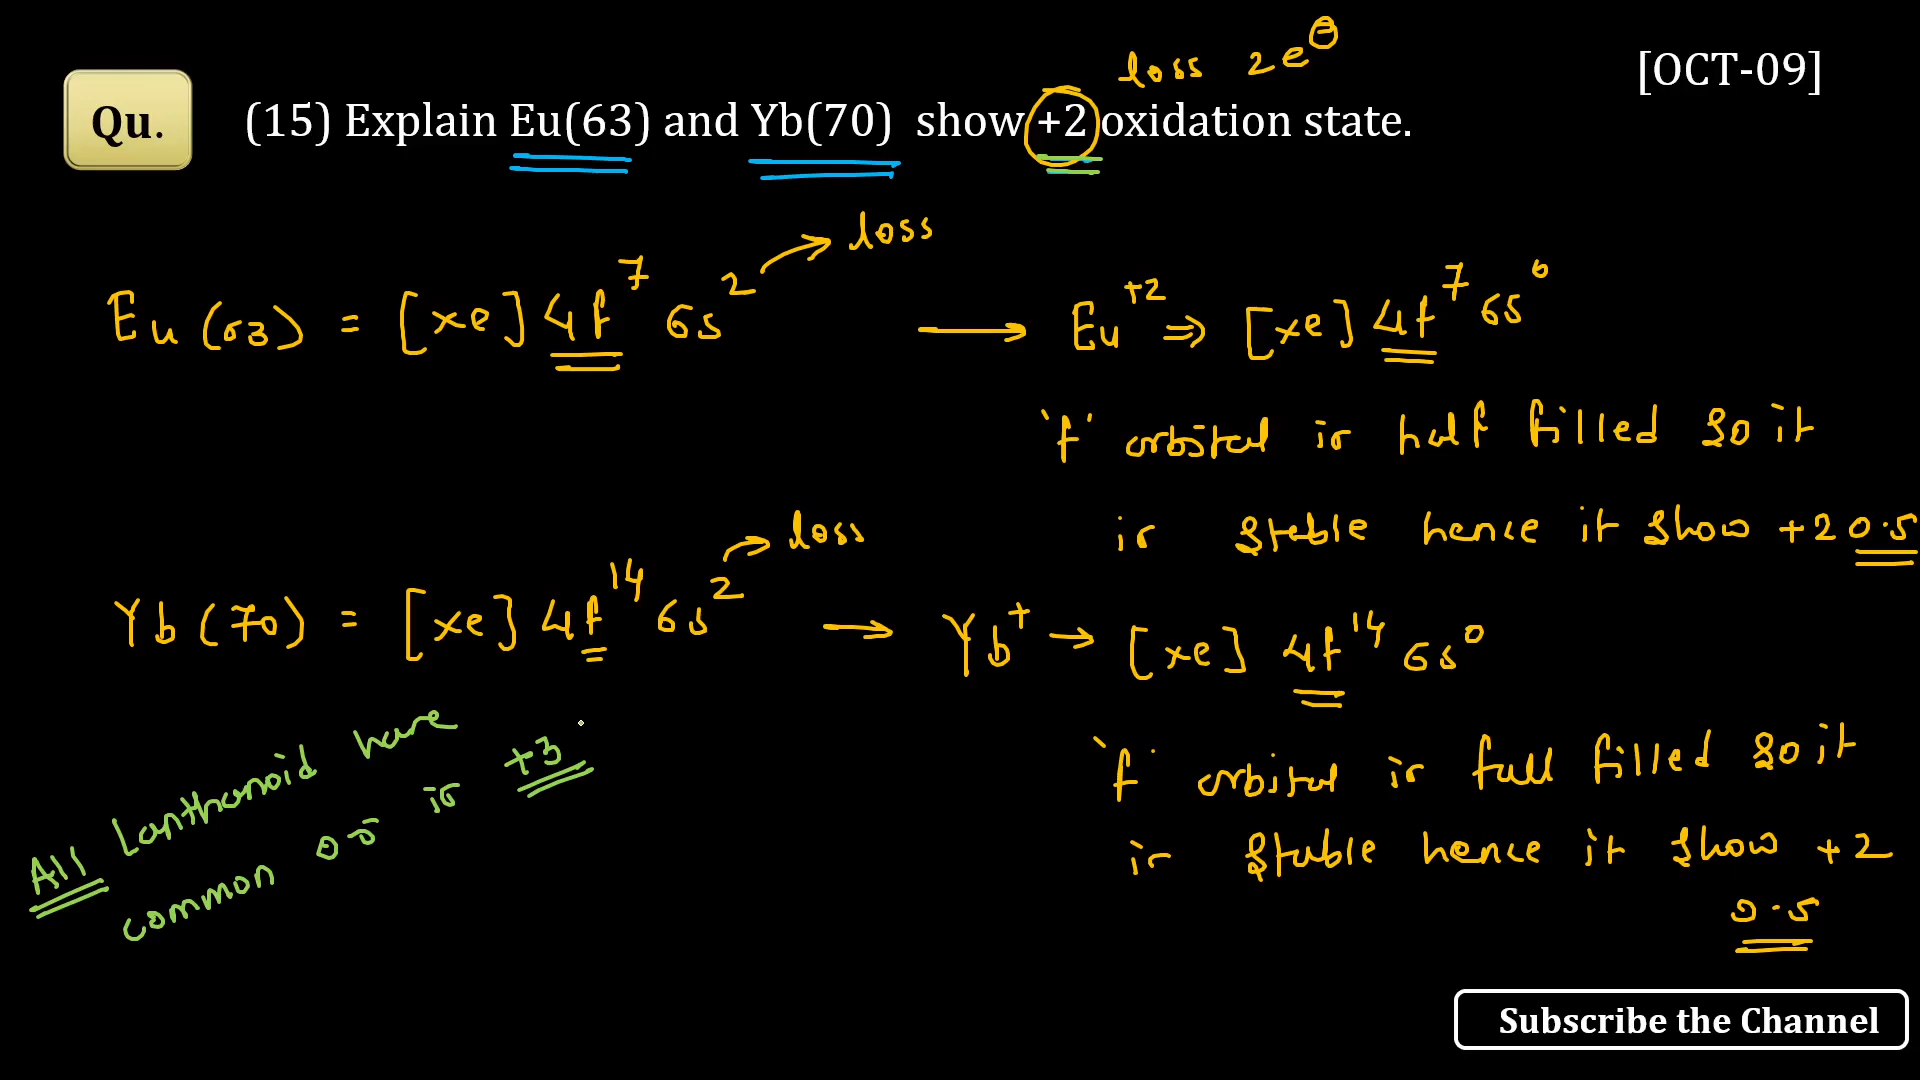 loss 2e⊖
[OCT-09]
Qu. (15) Explain Eu(63) and Yb(70) show +2 oxidation state.
Eu(63) = [xe] 4f⁷ 6s² → loss
→ Eu⁺² ⇒ [xe] 4f⁷ 6s⁰
'f' orbital is half filled so it
is stable hence it show +2 o.s
Yb(70) = [xe] 4f¹⁴ 6s² → loss
→ Yb⁺ → [xe] 4f¹⁴ 6s⁰
'f' orbital is full filled so it
is stable hence it show +2
o.s
All Lanthanoid have
common o.s is +3
Subscribe the Channel